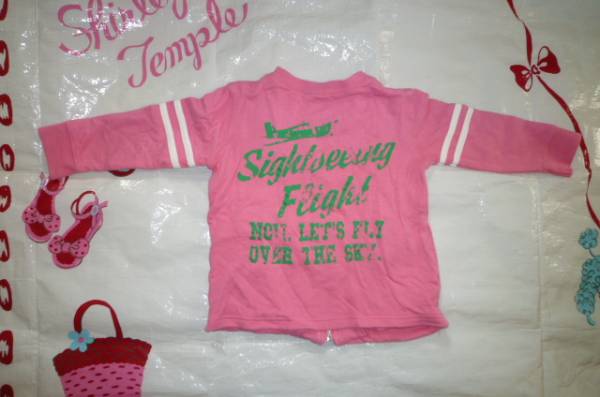 Shirley
Temple
Sightseeing
Flight
NOW. LET'S FLY
OVER THE SKY.